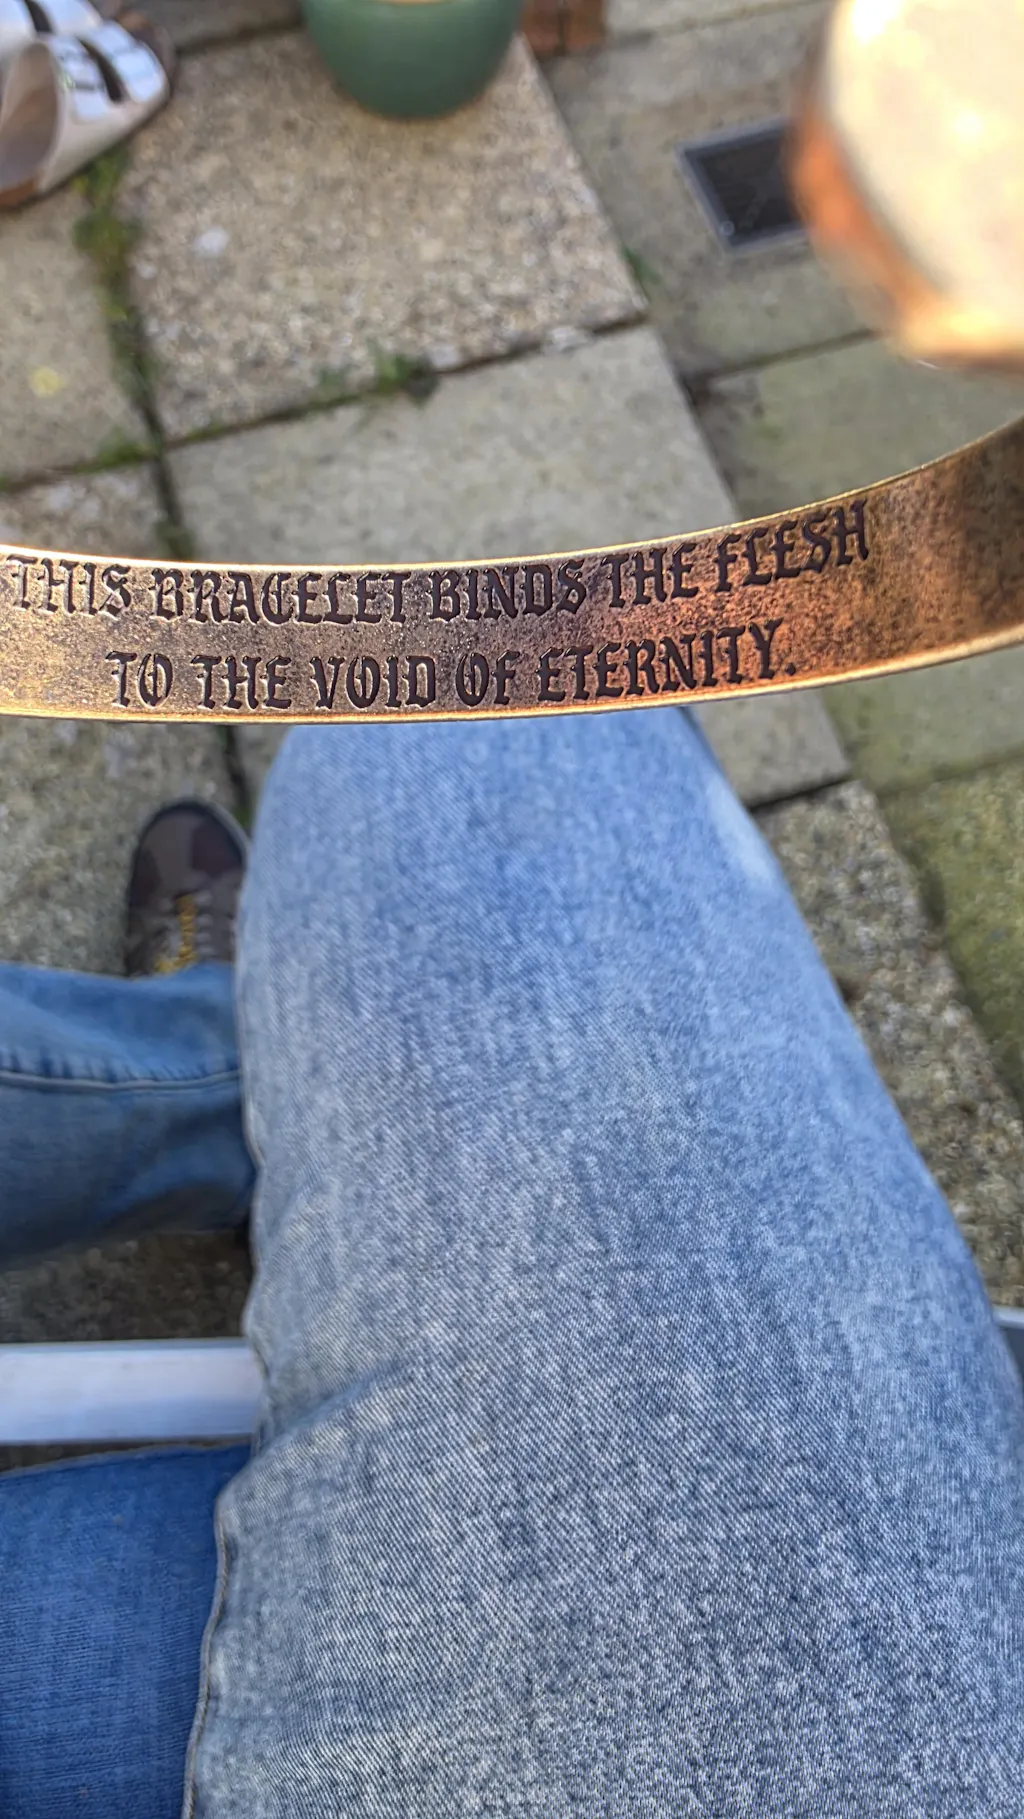 THIS BRACELET BINDS THE FLESH
TO THE VOID OF ETERNITY.